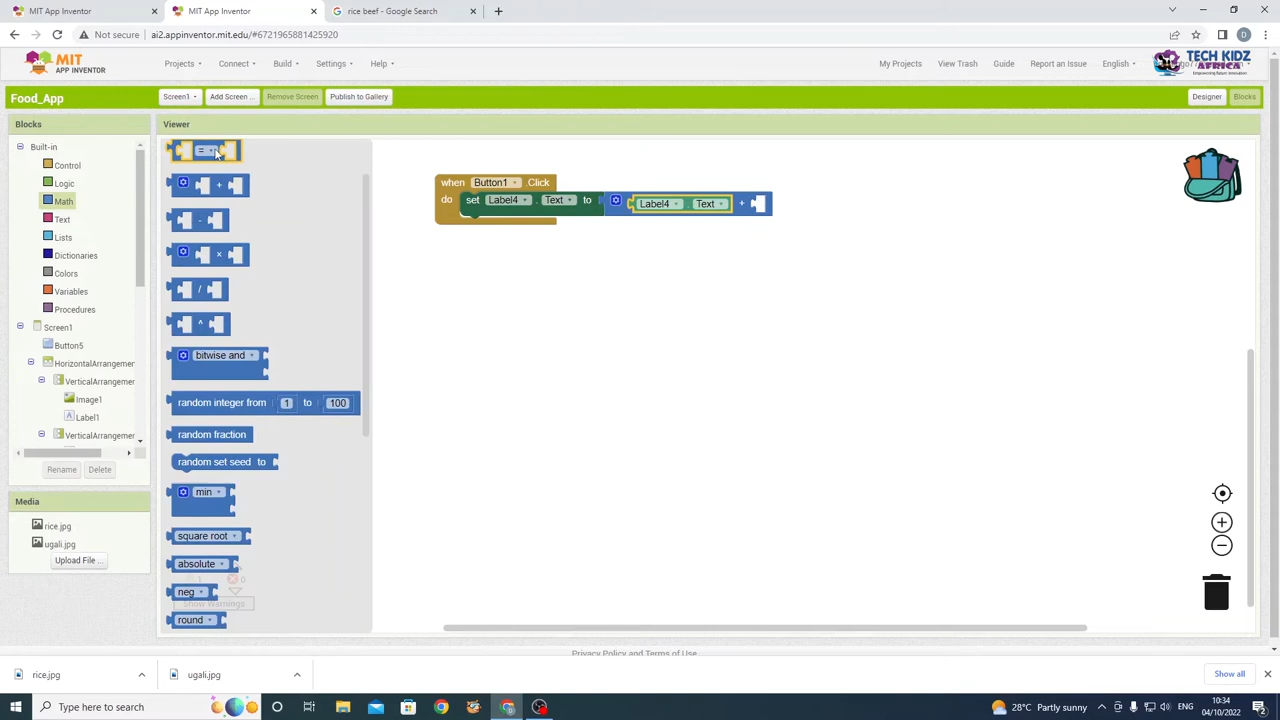 MIT App Inventor
MIT App Inventor
rice beef - Google Search
Not secure
ai2.appinventor.mit.edu/#6721965881425920
D
MIT
APP INVENTOR
Projects
Connect
Build
Settings
Help
My Projects
View Trash
Guide
Report an Issue
English
TECH KIDZ
AFRICA
Food_App
Screen1
Add Screen ...
Remove Screen
Publish to Gallery
Designer
Blocks
Blocks
Viewer
Built-in
Control
Logic
Math
Text
Lists
Dictionaries
Colors
Variables
Procedures
Screen1
Button5
HorizontalArrangeme
VerticalArrangemer
Image1
A Label1
VerticalArrangemer
Rename
Delete
Media
rice.jpg
ugali.jpg
Upload File ...
=
+
-
×
/
^
bitwise and
random integer from 1 to 100
random fraction
random set seed to
min
square root
absolute
neg
round
1
0
Show Warnings
when Button1 .Click
do set Label4 . Text to Label4 . Text +
Privacy Policy and Terms of Use
rice.jpg
ugali.jpg
Show all
Type here to search
28°C Partly sunny
ENG
10:34
04/10/2022
2